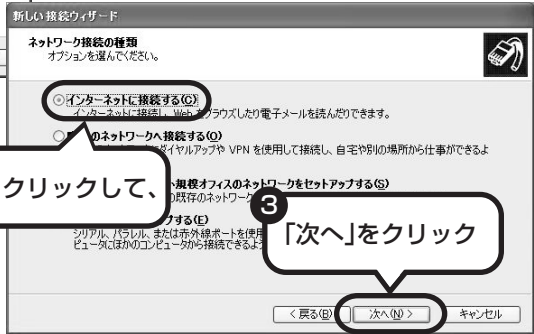 新しい接続ウィザード
ネットワーク接続の種類
オプションを選んでください。
インターネットに接続する(C)
インターネットに接続し、Web をブラウズしたり電子メールを読んだりできます。
のネットワークへ接続する(O)
ダイヤルアップや VPN を使用して接続し、自宅や別の場所から仕事ができるよ
クリックして、
規模オフィスのネットワークをセットアップする(S)
の既存のネットワーク
3
「次へ」をクリック
プする(E)
シリアル、パラレル、または赤外線ポートを使用
ピュータにほかのコンピュータから接続できるよう
< 戻る(B)
次へ(N) >
キャンセル